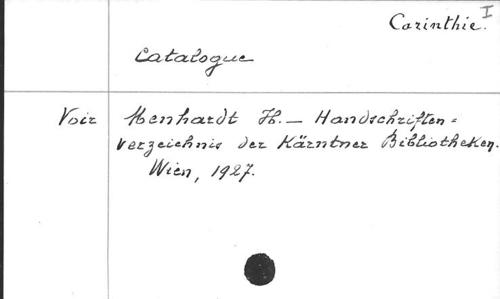 Carinthie. I
Catalogue
Voir Menhardt H. — Handschriften=
verzeichnis der Kärntner Bibliotheken.
Wien, 1927.